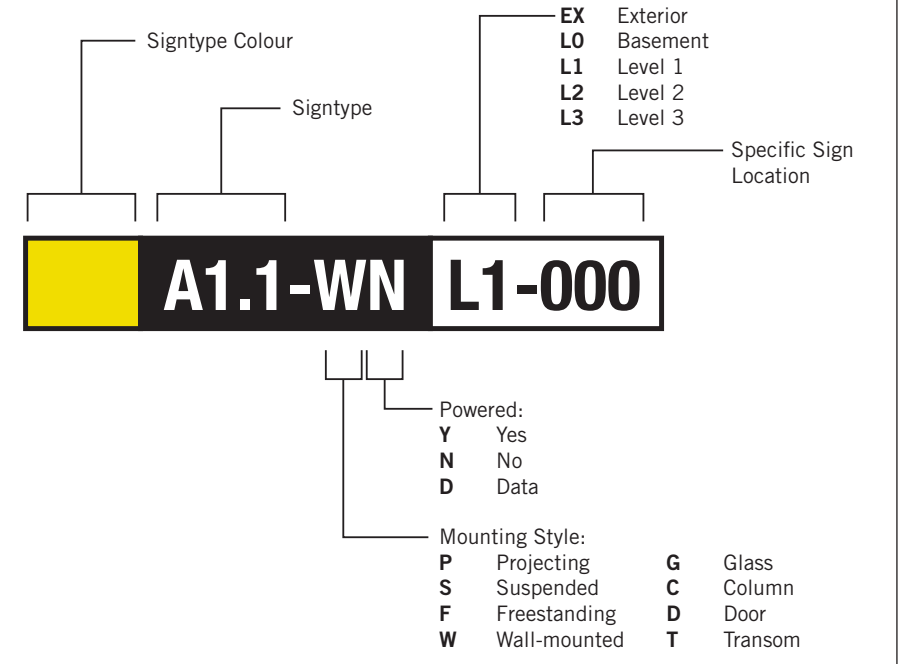 EX Exterior
Signtype Colour
L0 Basement
L1 Level 1
L2 Level 2
Signtype
L3 Level 3
Specific Sign
Location
A1.1-WN L1-000
Powered:
Y Yes
N No
D Data
Mounting Style:
P Projecting G Glass
S Suspended C Column
F Freestanding D Door
W Wall-mounted T Transom